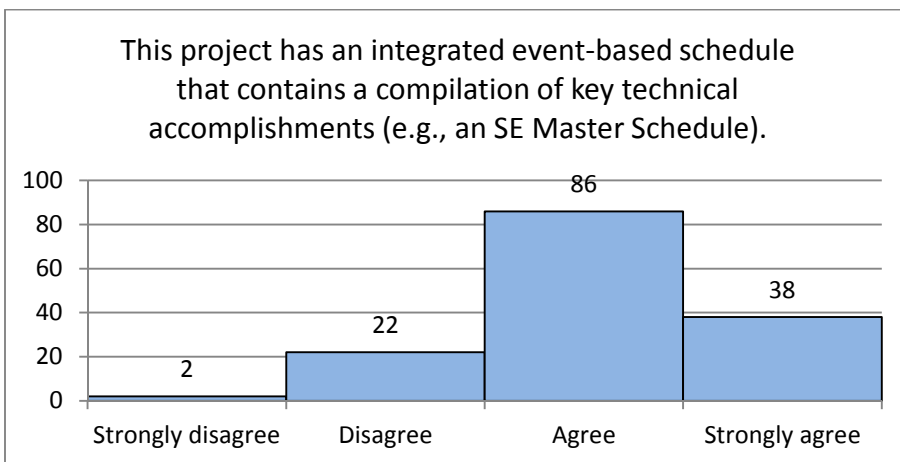 This project has an integrated event-based schedule
that contains a compilation of key technical
accomplishments (e.g., an SE Master Schedule).
100
86
80
60
38
40
22
20
2
0
Strongly disagree Disagree Agree Strongly agree